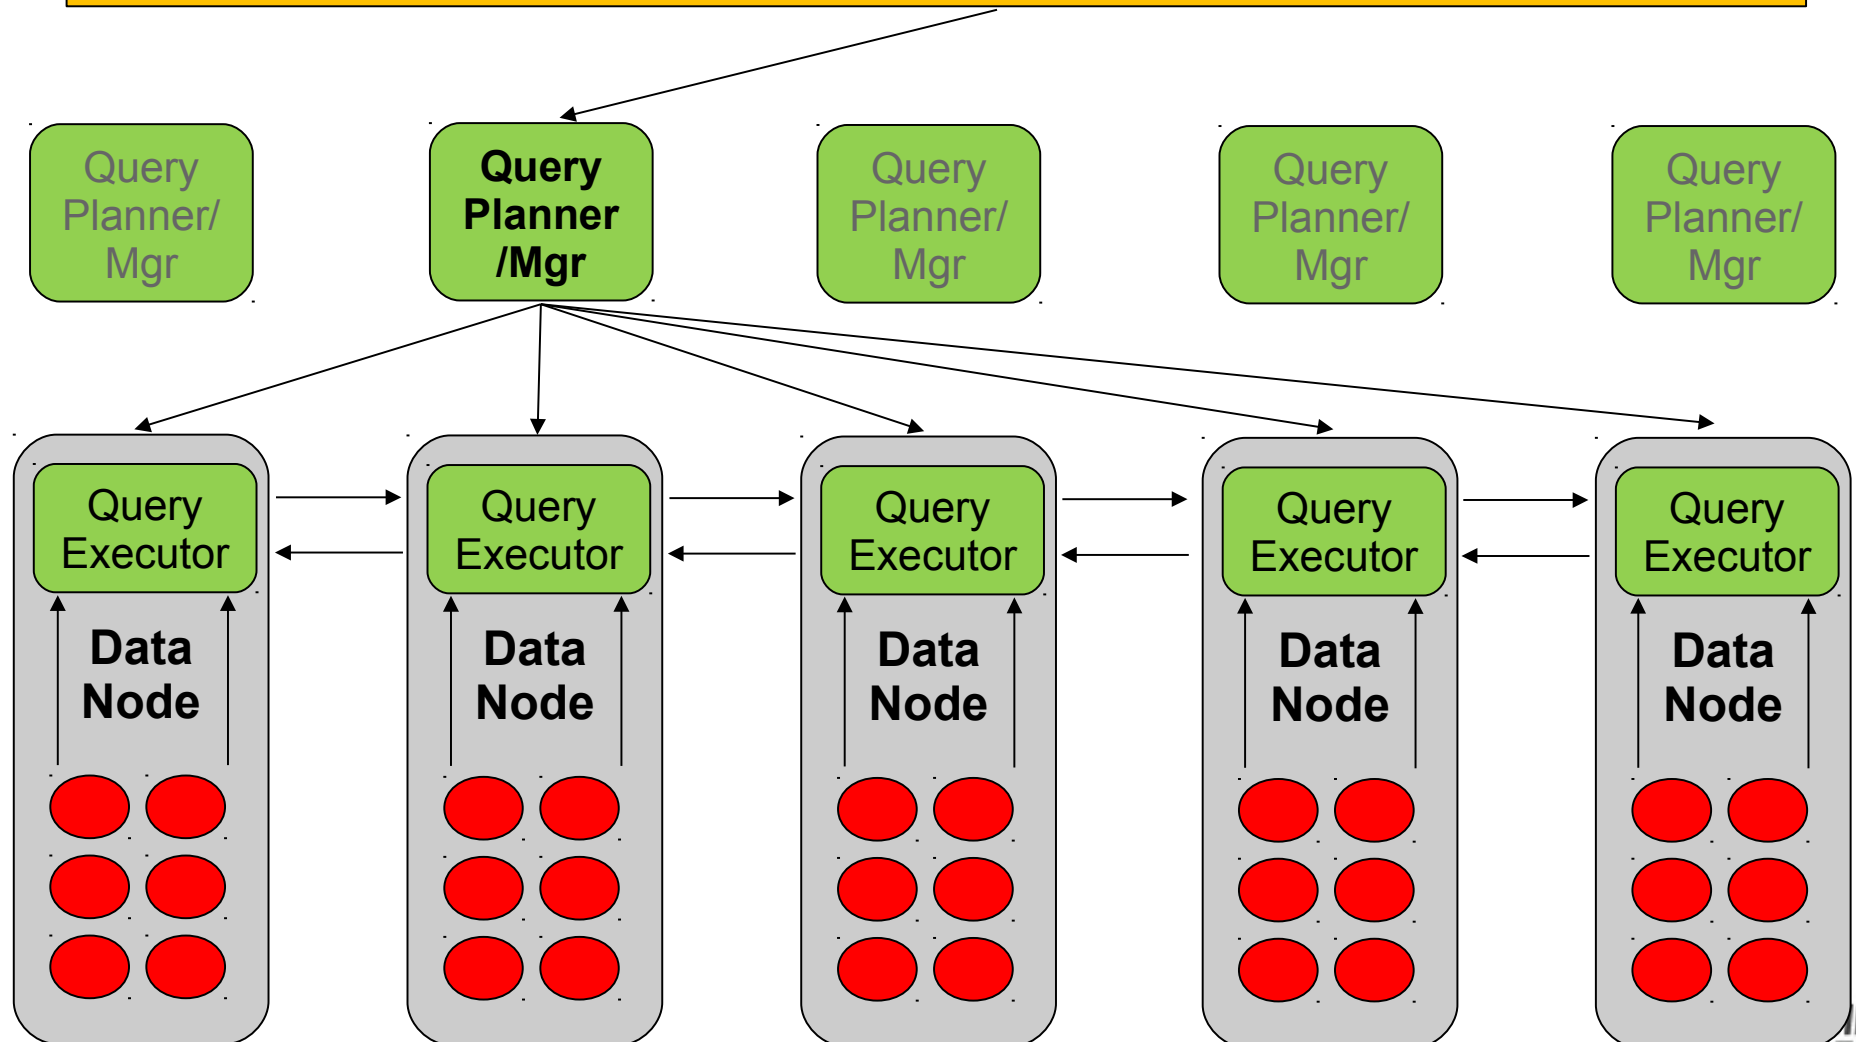 Query
Planner/
Mgr
Query
Planner
/Mgr
Query
Planner/
Mgr
Query
Planner/
Mgr
Query
Planner/
Mgr
Query
Executor
Query
Executor
Query
Executor
Query
Executor
Query
Executor
Data
Node
Data
Node
Data
Node
Data
Node
Data
Node